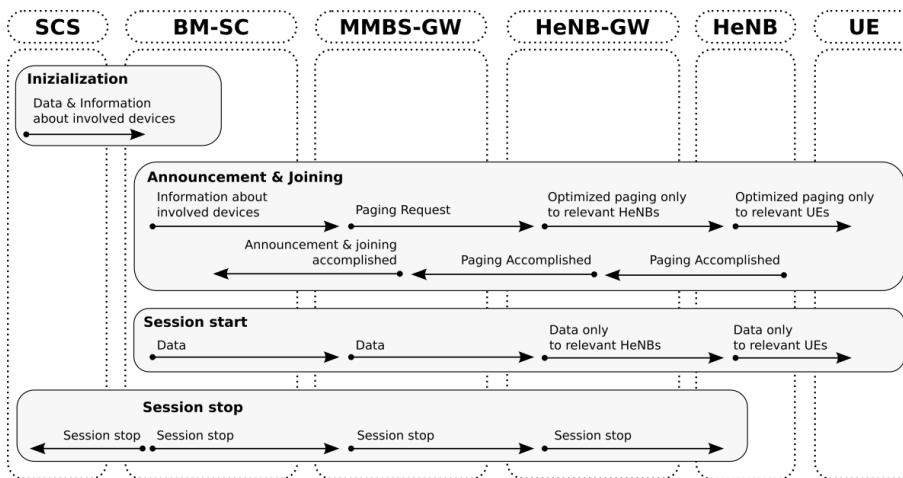 SCS BM-SC MMBS-GW HeNB-GW HeNB UE
Inizialization
Data & Information
about involved devices
Announcement & Joining
Information about
involved devices
Paging Request
Optimized paging only
to relevant HeNBs
Optimized paging only
to relevant UEs
Announcement & joining
accomplished
Paging Accomplished
Paging Accomplished
Session start
Data
Data
Data only
to relevant HeNBs
Data only
to relevant UEs
Session stop
Session stop
Session stop
Session stop
Session stop